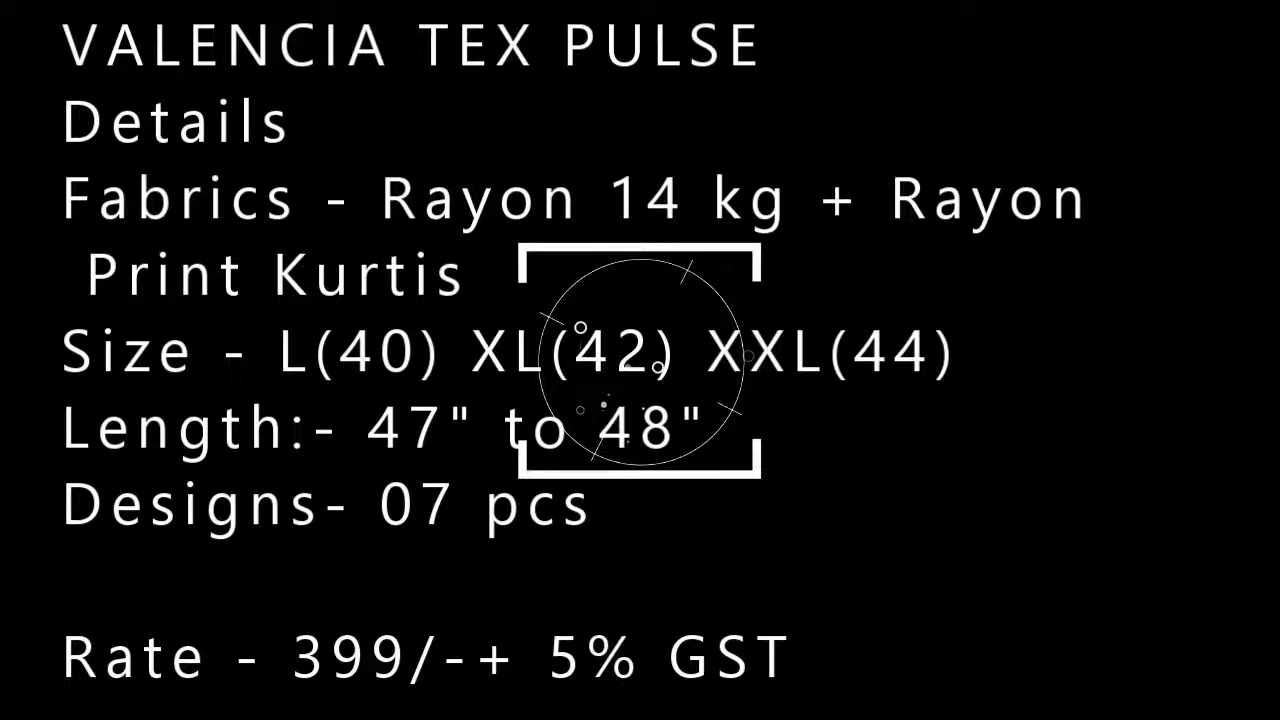 VALENCIA TEX PULSE
Details
Fabrics - Rayon 14 kg + Rayon
Print Kurtis
Size - L(40) XL(42) XXL(44)
Length:- 47" to 48"
Designs- 07 pcs
Rate - 399/-+ 5% GST